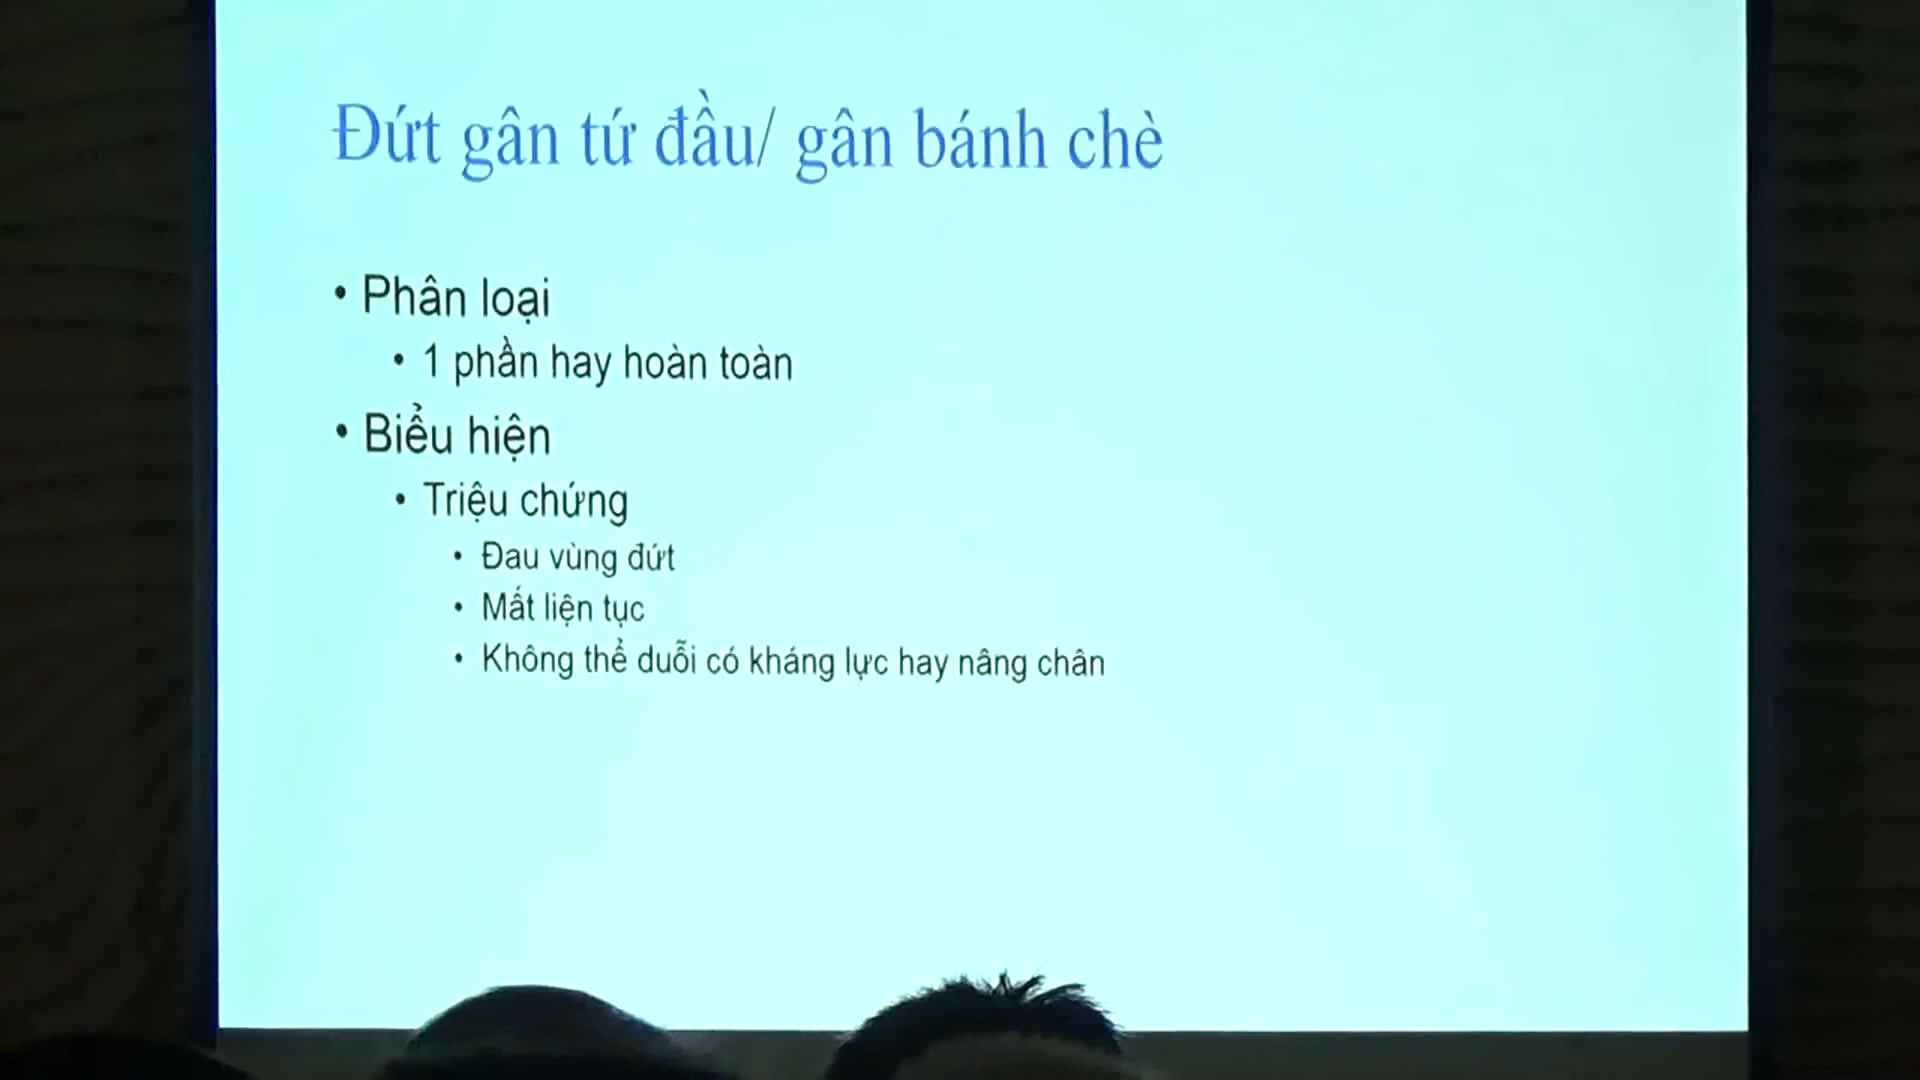 Đứt gân tứ đầu/ gân bánh chè
• Phân loại
• 1 phần hay hoàn toàn
• Biểu hiện
• Triệu chứng
• Đau vùng đứt
• Mất liện tục
• Không thể duỗi có kháng lực hay nâng chân